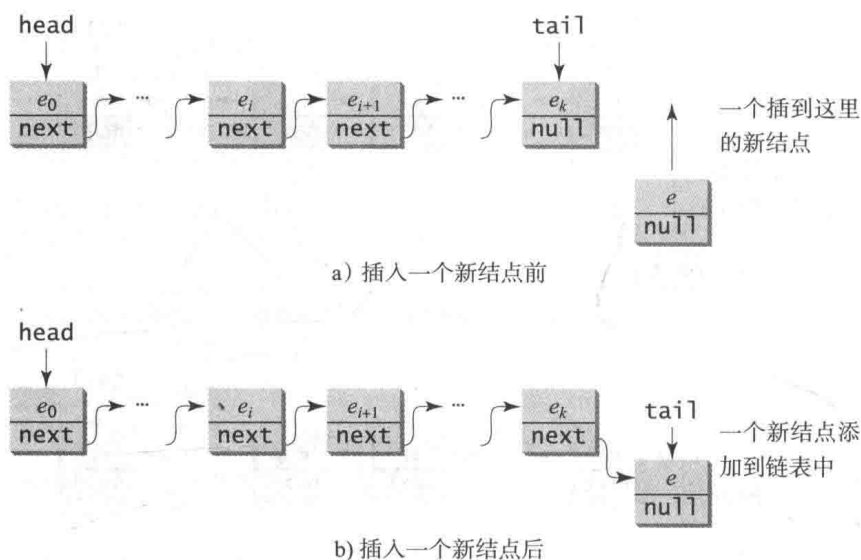 head
tail
e0 ... ei ei+1 ... ek
next next next null
一个插到这里
的新结点
e
null
a) 插入一个新结点前
head
e0 ... ei ei+1 ... ek
next next next next
tail
一个新结点添
加到链表中
e
null
b) 插入一个新结点后